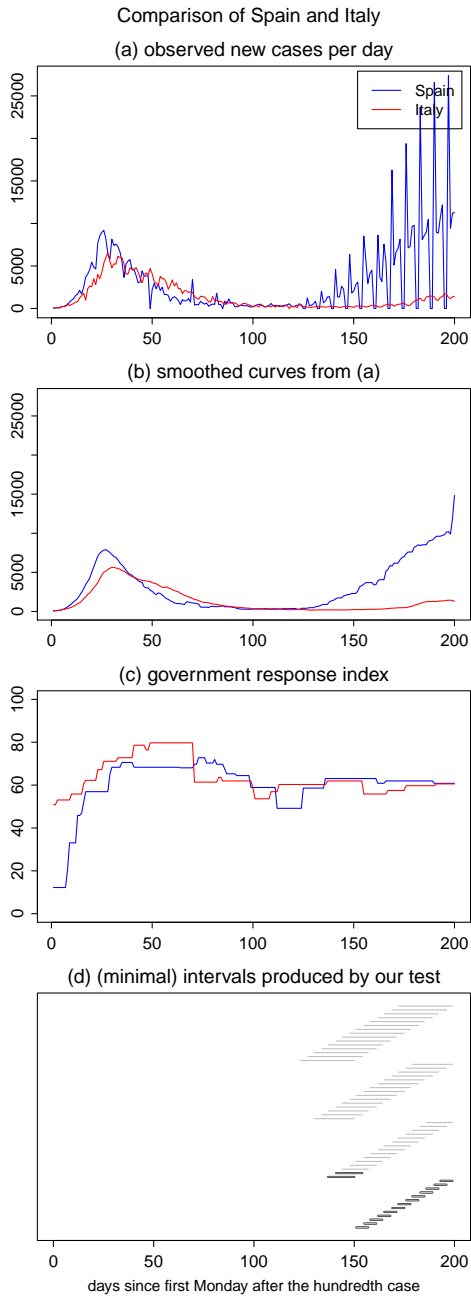 Comparison of Spain and Italy
(a) observed new cases per day
0 5000 15000 25000
Spain
Italy
0 50 100 150 200
(b) smoothed curves from (a)
0 5000 15000 25000
0 50 100 150 200
(c) government response index
0 20 40 60 80 100
0 50 100 150 200
(d) (minimal) intervals produced by our test
0 50 100 150 200
days since first Monday after the hundredth case